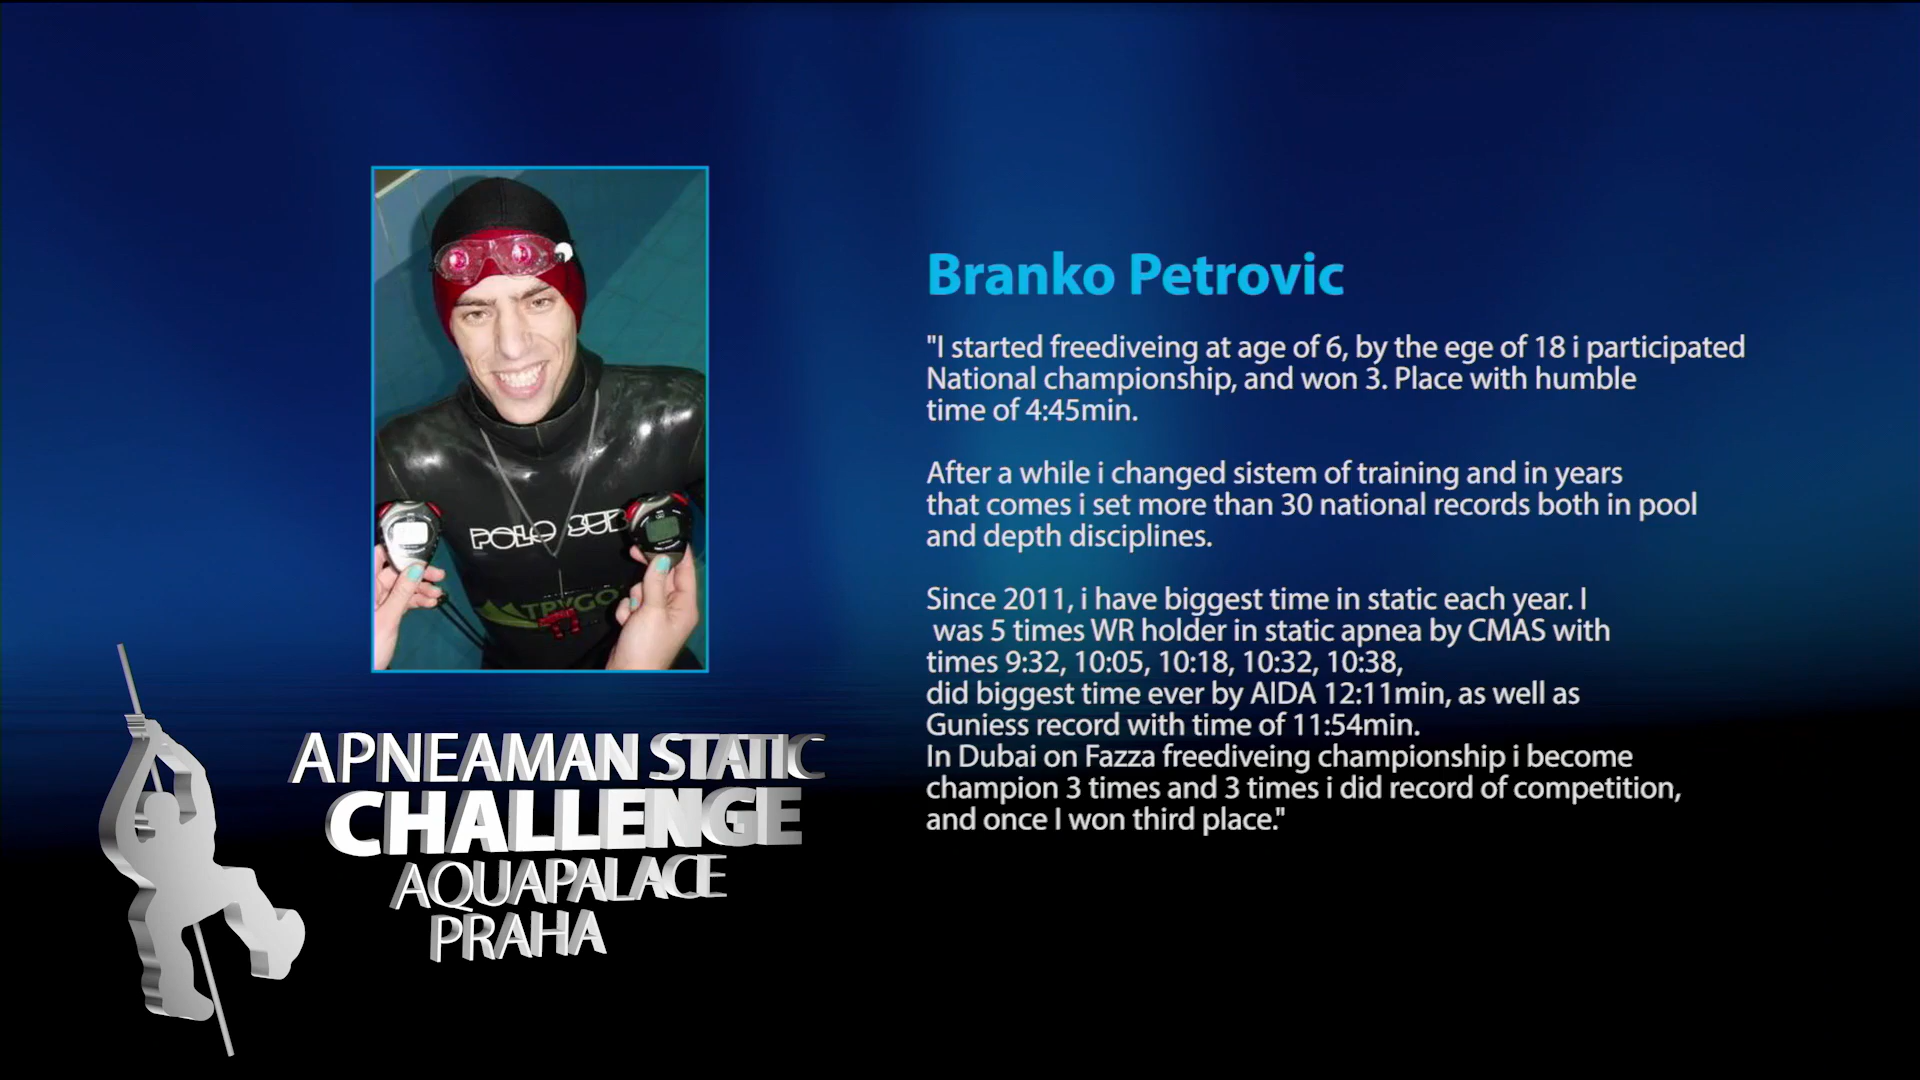 Branko Petrovic
"I started freediveing at age of 6, by the ege of 18 i participated
National championship, and won 3. Place with humble
time of 4:45min.
After a while i changed sistem of training and in years
that comes i set more than 30 national records both in pool
and depth disciplines.
Since 2011, i have biggest time in static each year. I
was 5 times WR holder in static apnea by CMAS with
times 9:32, 10:05, 10:18, 10:32, 10:38,
did biggest time ever by AIDA 12:11min, as well as
Guniess record with time of 11:54min.
In Dubai on Fazza freediveing championship i become
champion 3 times and 3 times i did record of competition,
and once I won third place."
POLO SUB
APNEAMAN STATIC
CHALLENGE
AQUAPALACE
PRAHA